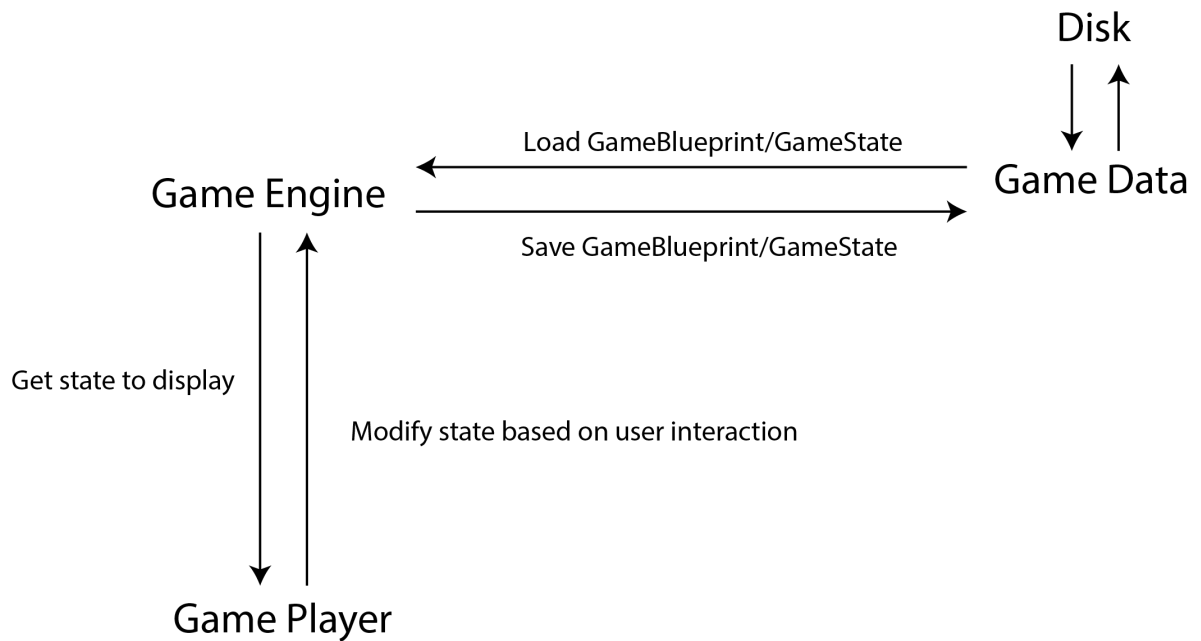 Disk
Load GameBlueprint/GameState
Game Engine
Game Data
Save GameBlueprint/GameState
Get state to display
Modify state based on user interaction
Game Player